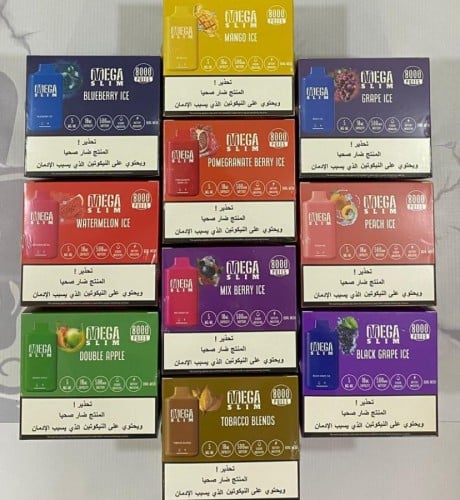 MEGA
SLIM
8000
PUFFS
MANGO ICE
تحذير !
المنتج ضار صحيا
ويحتوي على النيكوتين الذي يسبب الإدمان
MEGA
SLIM
8000
PUFFS
BLUEBERRY ICE
تحذير !
المنتج ضار صحيا
ويحتوي على النيكوتين الذي يسبب الإدمان
MEGA
SLIM
8000
PUFFS
GRAPE ICE
تحذير !
المنتج ضار صحيا
ويحتوي على النيكوتين الذي يسبب الإدمان
MEGA
SLIM
8000
PUFFS
POMEGRANATE BERRY ICE
تحذير !
المنتج ضار صحيا
ويحتوي على النيكوتين الذي يسبب الإدمان
MEGA
SLIM
8000
PUFFS
WATERMELON ICE
تحذير !
المنتج ضار صحيا
ويحتوي على النيكوتين الذي يسبب الإدمان
MEGA
SLIM
8000
PUFFS
PEACH ICE
تحذير !
المنتج ضار صحيا
ويحتوي على النيكوتين الذي يسبب الإدمان
MEGA
SLIM
8000
PUFFS
MIX BERRY ICE
تحذير !
المنتج ضار صحيا
ويحتوي على النيكوتين الذي يسبب الإدمان
MEGA
SLIM
8000
PUFFS
DOUBLE APPLE
تحذير !
المنتج ضار صحيا
ويحتوي على النيكوتين الذي يسبب الإدمان
MEGA
SLIM
8000
PUFFS
BLACK GRAPE ICE
تحذير !
المنتج ضار صحيا
ويحتوي على النيكوتين الذي يسبب الإدمان
MEGA
SLIM
8000
PUFFS
TOBACCO BLENDS
تحذير !
المنتج ضار صحيا
ويحتوي على النيكوتين الذي يسبب الإدمان